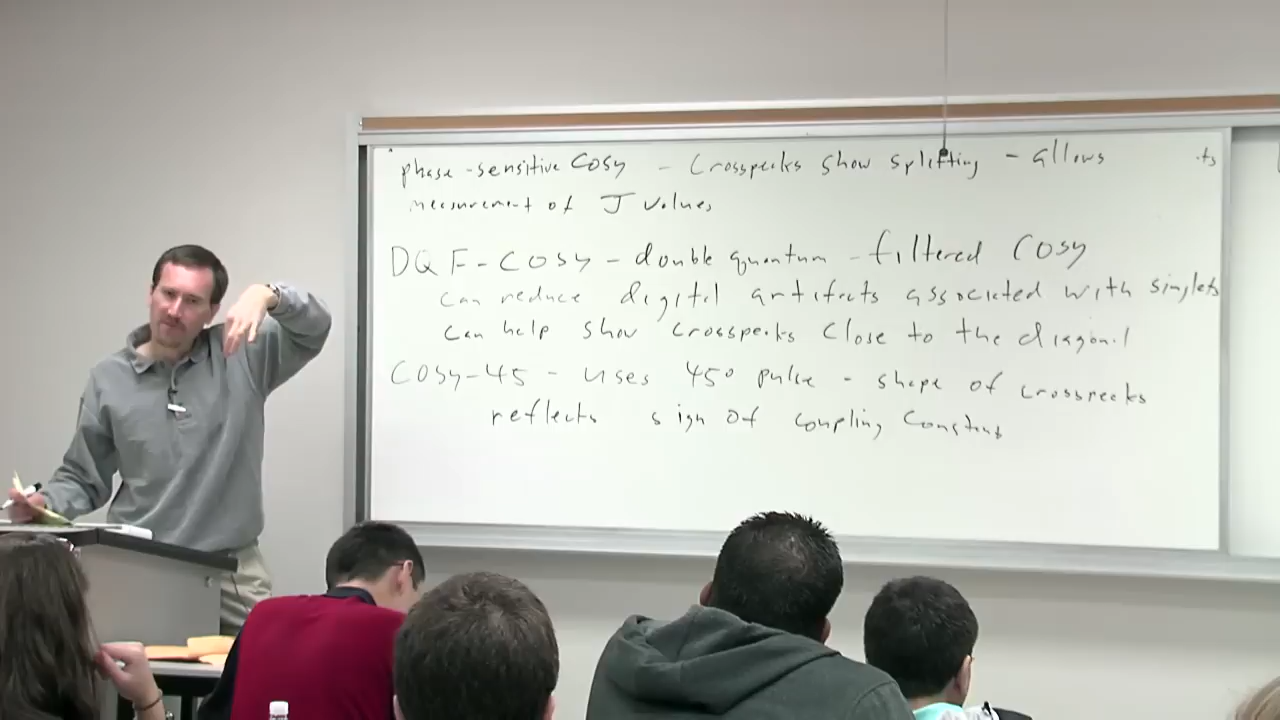 phase-sensitive COSY - Crosspeaks show splitting - allows
measurement of J values
DQF-COSY - double quantum - filtered COSY
can reduce digital artifacts associated with singlets
can help show crosspeaks close to the diagonal
COSY-45 - uses 45° pulse - shape of crosspeaks
reflects sign of coupling constant
ts